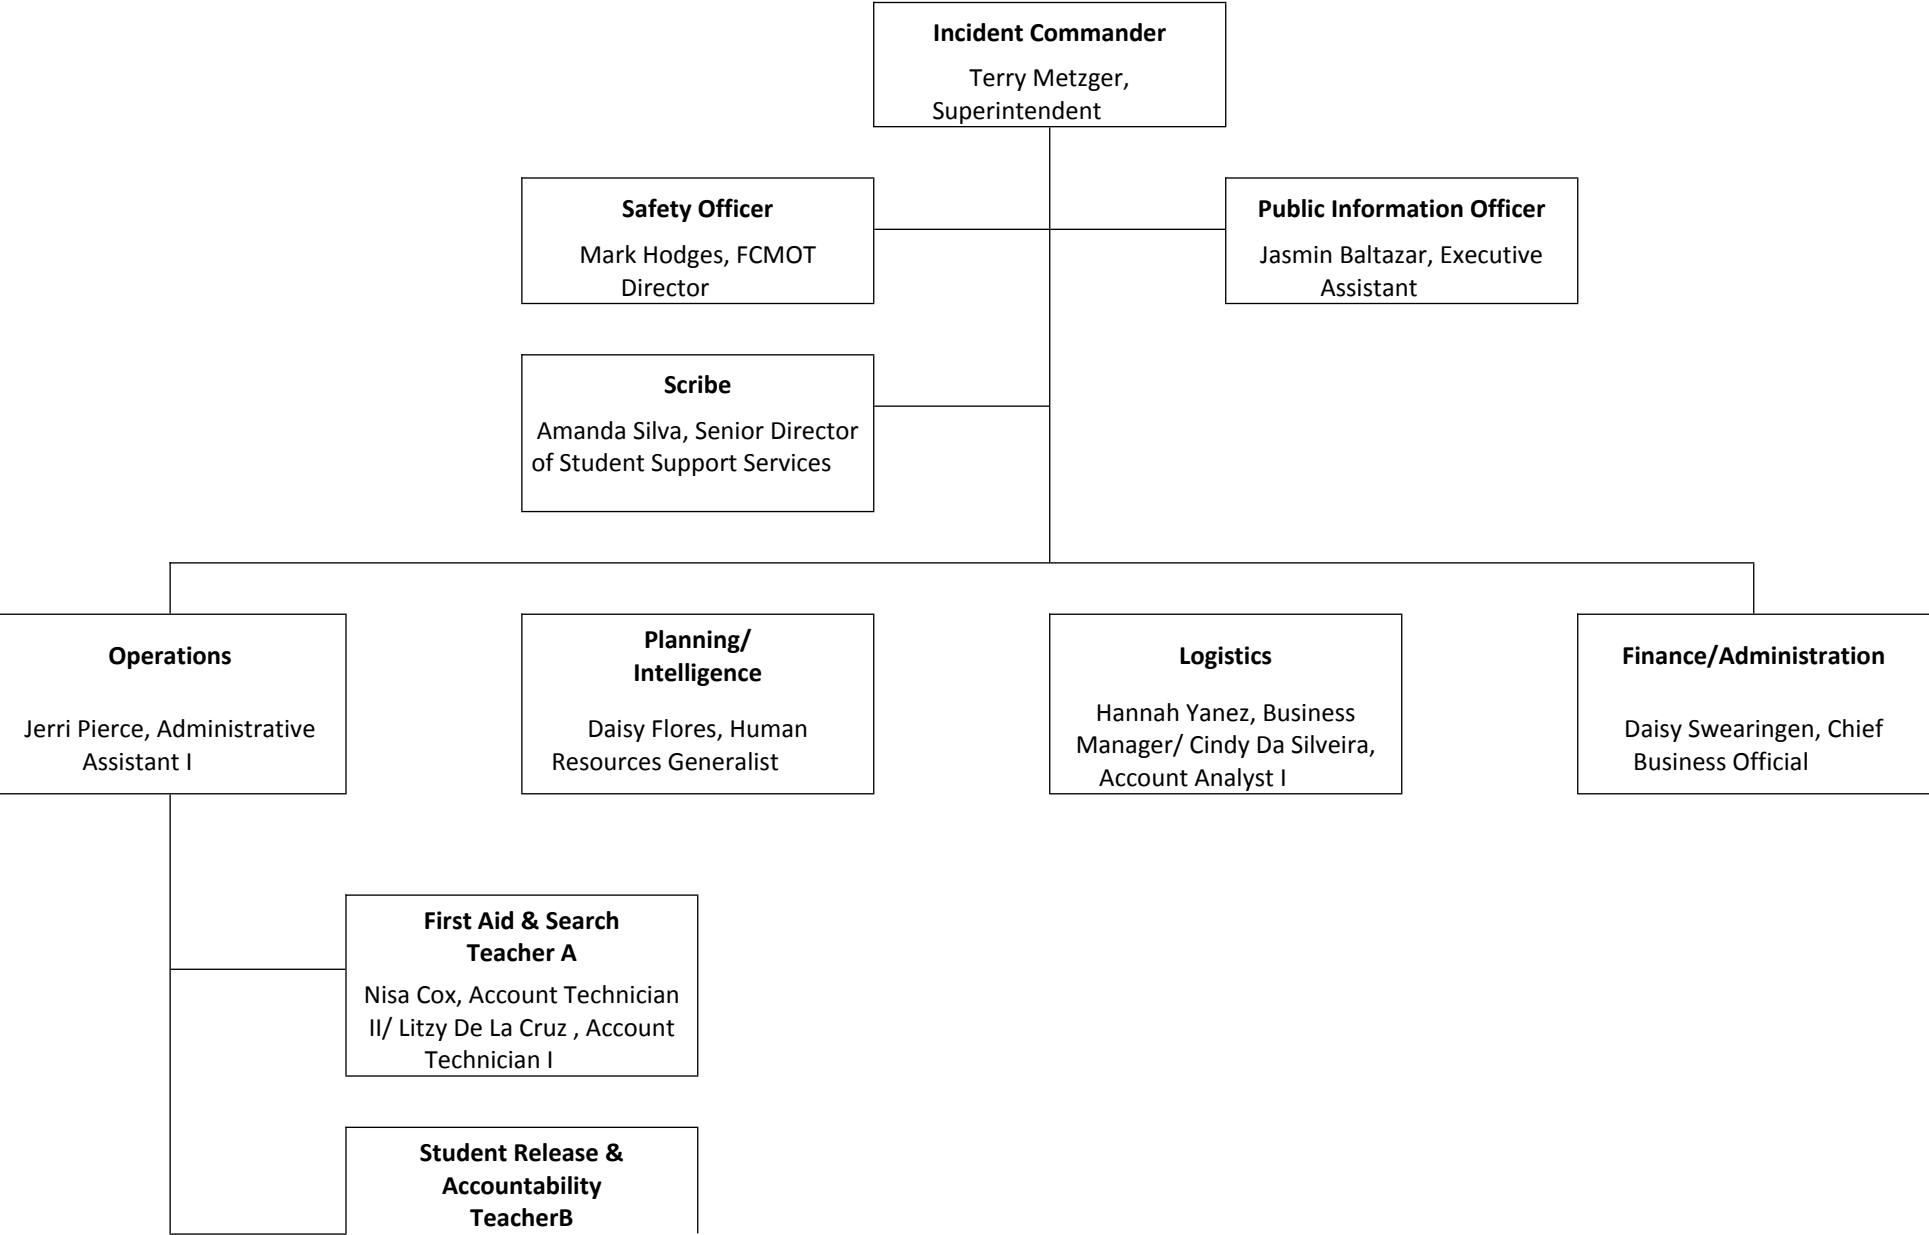 Incident Commander
Terry Metzger,
Superintendent
Safety Officer
Mark Hodges, FCMOT
Director
Public Information Officer
Jasmin Baltazar, Executive
Assistant
Scribe
Amanda Silva, Senior Director
of Student Support Services
Operations
Jerri Pierce, Administrative
Assistant I
Planning/
Intelligence
Daisy Flores, Human
Resources Generalist
Logistics
Hannah Yanez, Business
Manager/ Cindy Da Silveira,
Account Analyst I
Finance/Administration
Daisy Swearingen, Chief
Business Official
First Aid & Search
Teacher A
Nisa Cox, Account Technician
II/ Litzy De La Cruz , Account
Technician I
Student Release &
Accountability
TeacherB